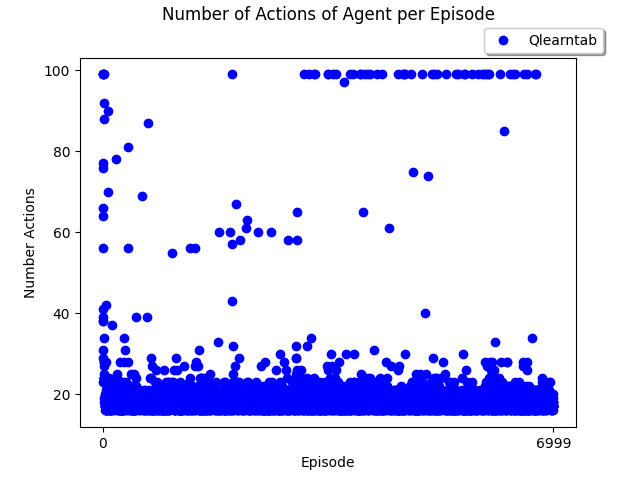 Number of Actions of Agent per Episode
Qlearntab
100
80
60
40
20
Number Actions
0
6999
Episode